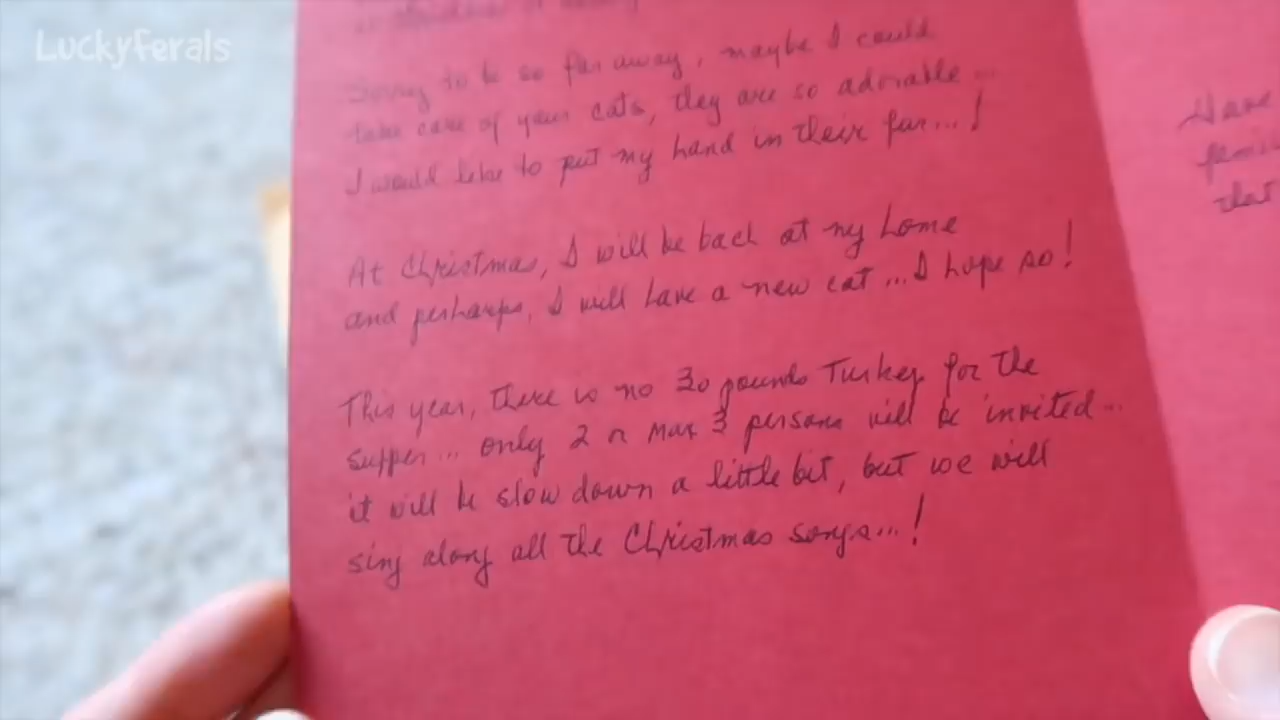 LuckyFerals
Sorry to be so far away, maybe I could
take care of your cats, they are so adorable...
I would like to put my hand in their fur...!
At Christmas, I will be back at my home
and perharps, I will have a new cat...I hope so!
This year, there is no 30 pounds Turkey for the
supper... only 2 or max 3 persons will be invited...
it will be slow down a little bit, but we will
sing along all the Christmas songs...!
Have
that